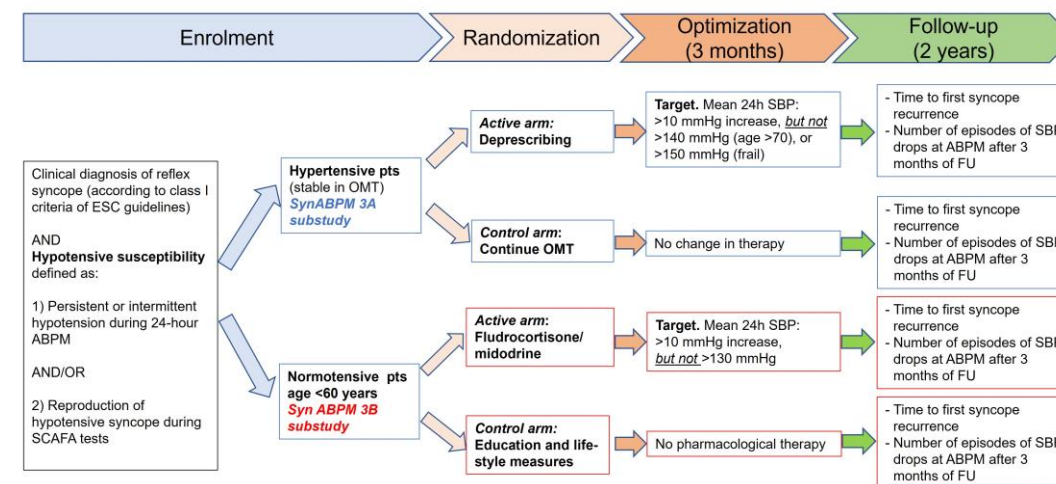 Enrolment
Randomization
Optimization
(3 months)
Follow-up
(2 years)
Clinical diagnosis of reflex
syncope (according to class I
criteria of ESC guidelines)
AND
Hypotensive susceptibility
defined as:
1) Persistent or intermittent
hypotension during 24-hour
ABPM
AND/OR
2) Reproduction of
hypotensive syncope during
SCAFA tests
Hypertensive pts
(stable in OMT)
SynABPM 3A
substudy
Active arm:
Deprescribing
Target. Mean 24h SBP:
>10 mmHg increase, but not
>140 mmHg (age >70), or
>150 mmHg (frail)
- Time to first syncope
recurrence
- Number of episodes of SBP
drops at ABPM after 3
months of FU
Control arm:
Continue OMT
No change in therapy
- Time to first syncope
recurrence
- Number of episodes of SBP
drops at ABPM after 3
months of FU
Normotensive pts
age <60 years
Syn ABPM 3B
substudy
Active arm:
Fludrocortisone/
midodrine
Target. Mean 24h SBP:
>10 mmHg increase,
but not >130 mmHg
- Time to first syncope
recurrence
- Number of episodes of SBP
drops at ABPM after 3
months of FU
Control arm:
Education and life-
style measures
No pharmacological therapy
- Time to first syncope
recurrence
- Number of episodes of SBP
drops at ABPM after 3
months of FU